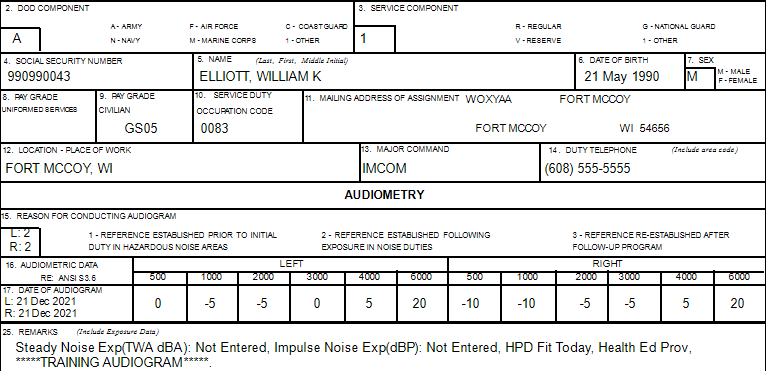 2. DOD COMPONENT
A - ARMY F - AIR FORCE C - COAST GUARD
A N - NAVY M - MARINE CORPS 1 - OTHER
3. SERVICE COMPONENT
R - REGULAR G - NATIONAL GUARD
1 V - RESERVE 1 - OTHER
4. SOCIAL SECURITY NUMBER
990990043
5. NAME (Last, First, Middle Initial)
ELLIOTT, WILLIAM K
6. DATE OF BIRTH
21 May 1990
7. SEX
M M - MALE
F - FEMALE
8. PAY GRADE
UNIFORMED SERVICES
9. PAY GRADE
CIVILIAN
GS05
10. SERVICE DUTY
OCCUPATION CODE
0083
11. MAILING ADDRESS OF ASSIGNMENT WOXYAA FORT MCCOY
FORT MCCOY WI 54656
12. LOCATION - PLACE OF WORK
FORT MCCOY, WI
13. MAJOR COMMAND
IMCOM
14. DUTY TELEPHONE (Include area code)
(608) 555-5555
AUDIOMETRY
15. REASON FOR CONDUCTING AUDIOGRAM
L: 2
R: 2
1 - REFERENCE ESTABLISHED PRIOR TO INITIAL
DUTY IN HAZARDOUS NOISE AREAS
2 - REFERENCE ESTABLISHED FOLLOWING
EXPOSURE IN NOISE DUTIES
3 - REFERENCE RE-ESTABLISHED AFTER
FOLLOW-UP PROGRAM
16. AUDIOMETRIC DATA
RE: ANSI S3.6
LEFT RIGHT
500 1000 2000 3000 4000 6000 500 1000 2000 3000 4000 6000
17. DATE OF AUDIOGRAM
L: 21 Dec 2021
R: 21 Dec 2021
0 -5 -5 0 5 20 -10 -10 -5 -5 5 20
25. REMARKS (Include Exposure Data)
Steady Noise Exp(TWA dBA): Not Entered, Impulse Noise Exp(dBP): Not Entered, HPD Fit Today, Health Ed Prov,
*****TRAINING AUDIOGRAM*****.